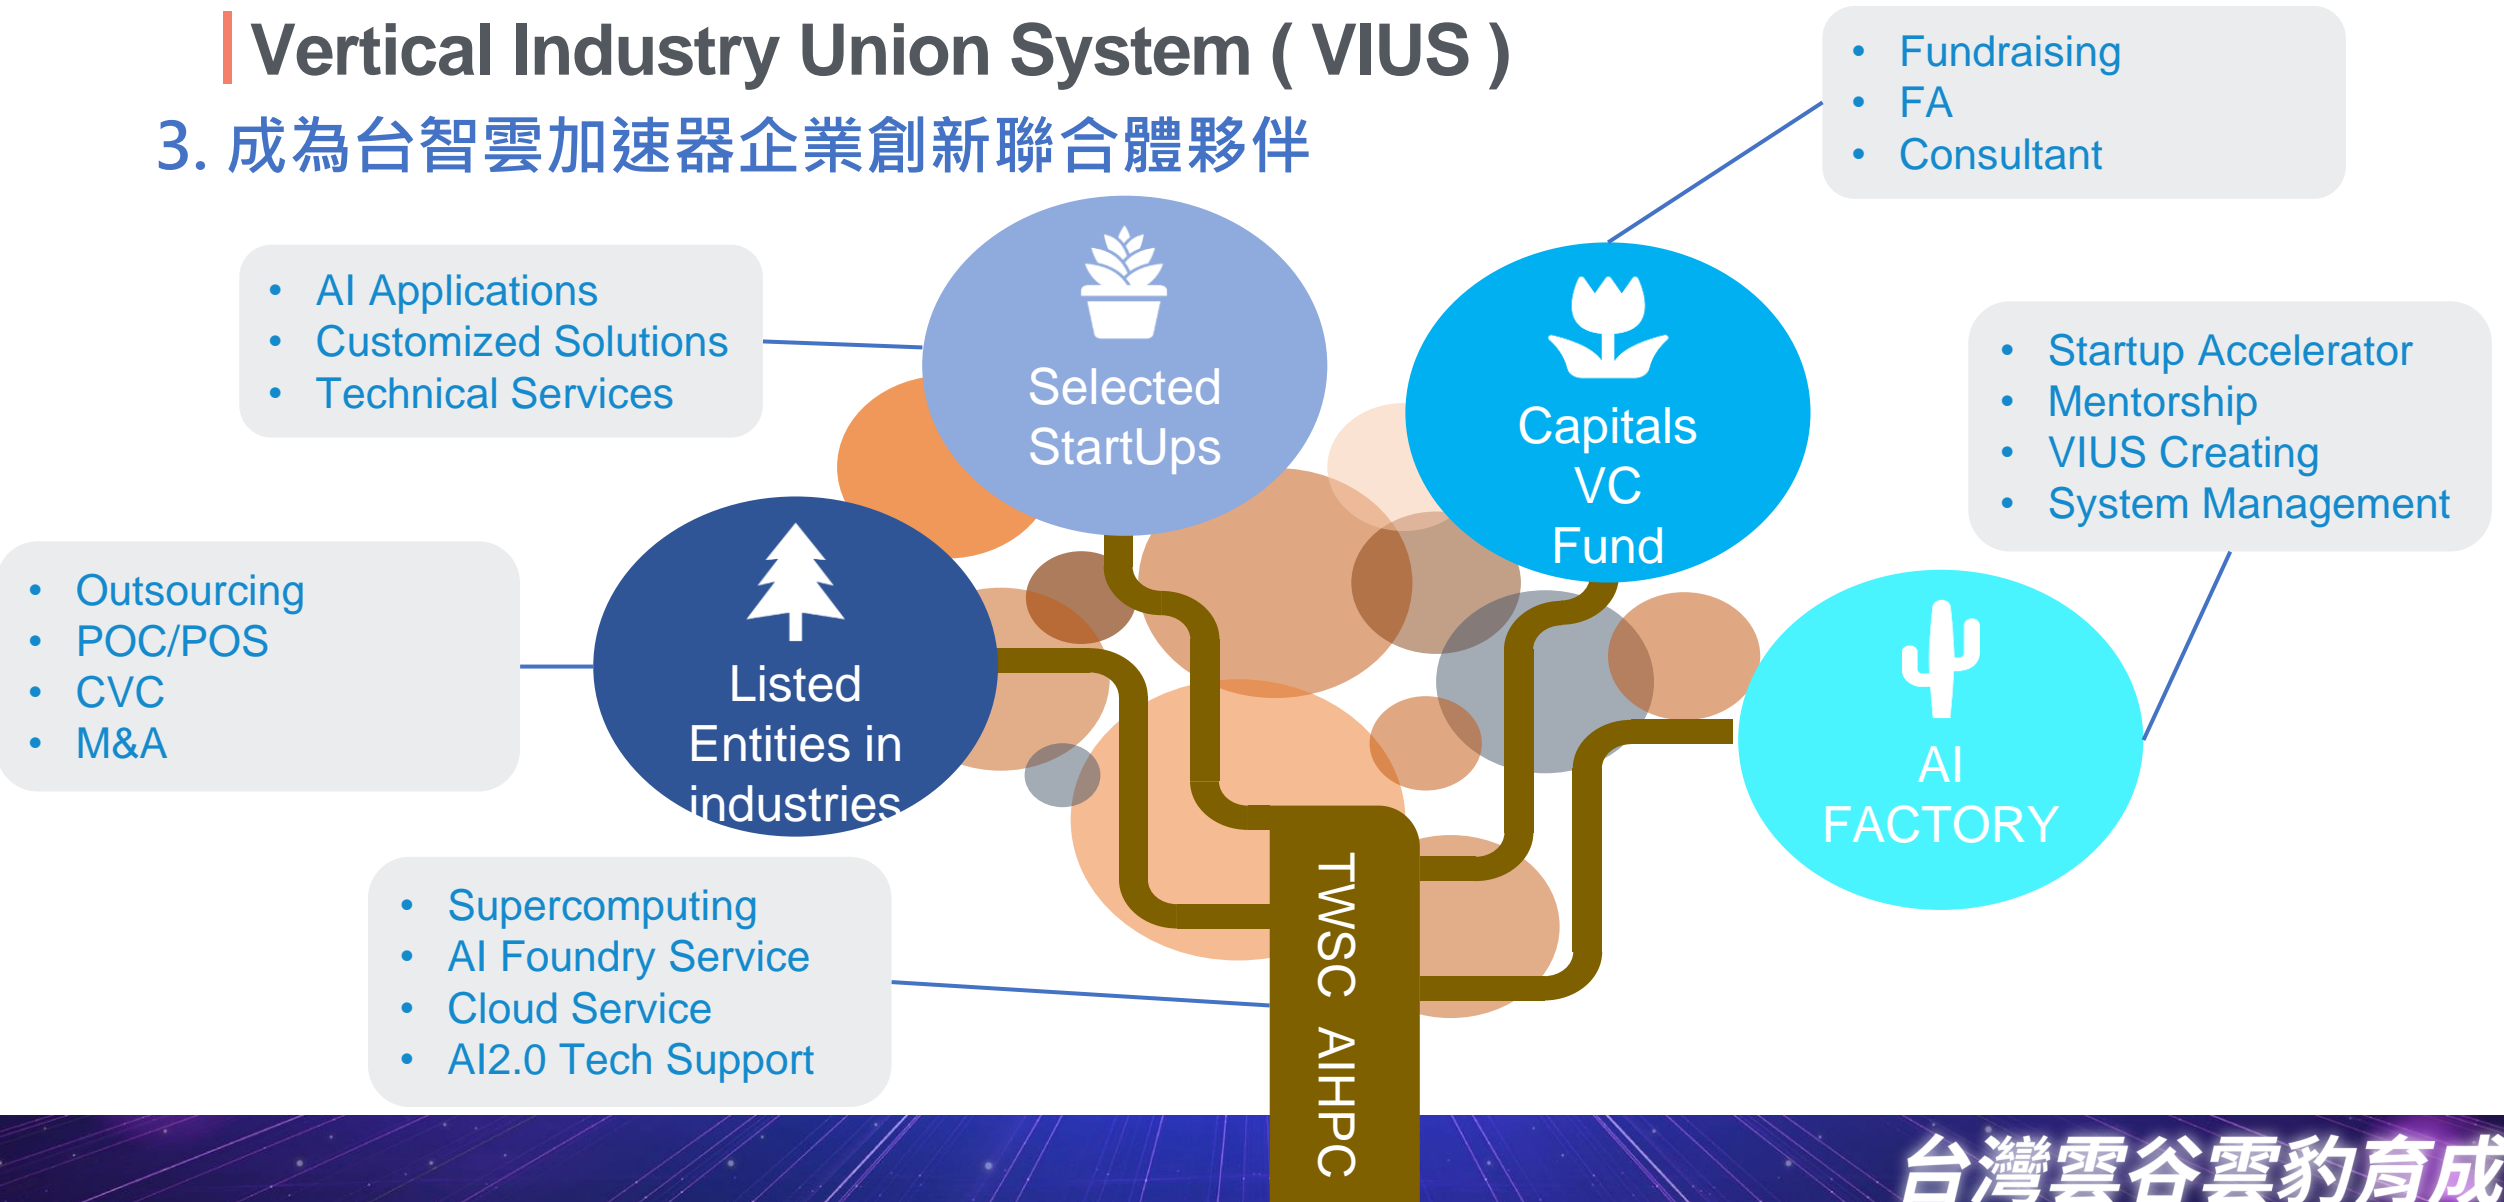 Vertical Industry Union System ( VIUS )
3. 成為台智雲加速器企業創新聯合體夥伴
• Fundraising
• FA
• Consultant
• AI Applications
• Customized Solutions
• Technical Services
Selected
StartUps
Capitals
VC
Fund
• Startup Accelerator
• Mentorship
• VIUS Creating
• System Management
• Outsourcing
• POC/POS
• CVC
• M&A
Listed
Entities in
industries
AI
FACTORY
• Supercomputing
• AI Foundry Service
• Cloud Service
• AI2.0 Tech Support
TWSC AIHPC
台灣雲谷雲豹育成